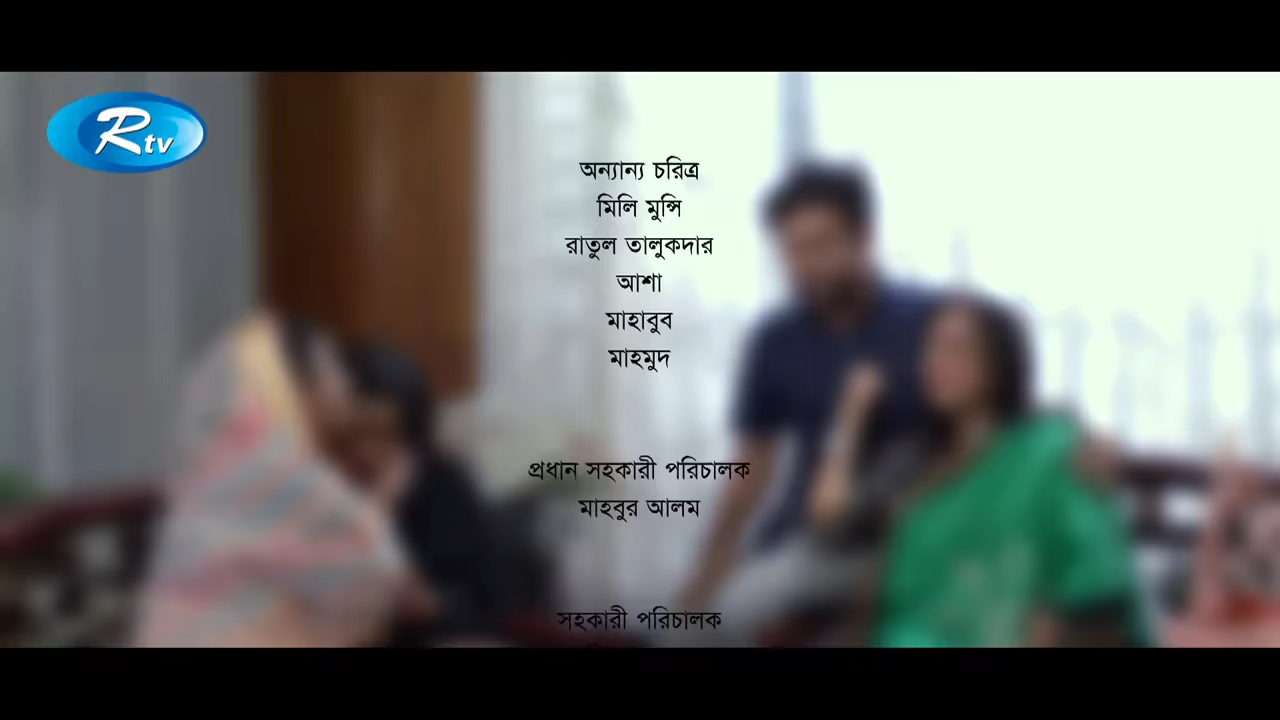 Rtv
অন্যান্য চরিত্র
মিলি মুন্সি
রাতুল তালুকদার
আশা
মাহাবুব
মাহমুদ
প্রধান সহকারী পরিচালক
মাহবুর আলম
সহকারী পরিচালক